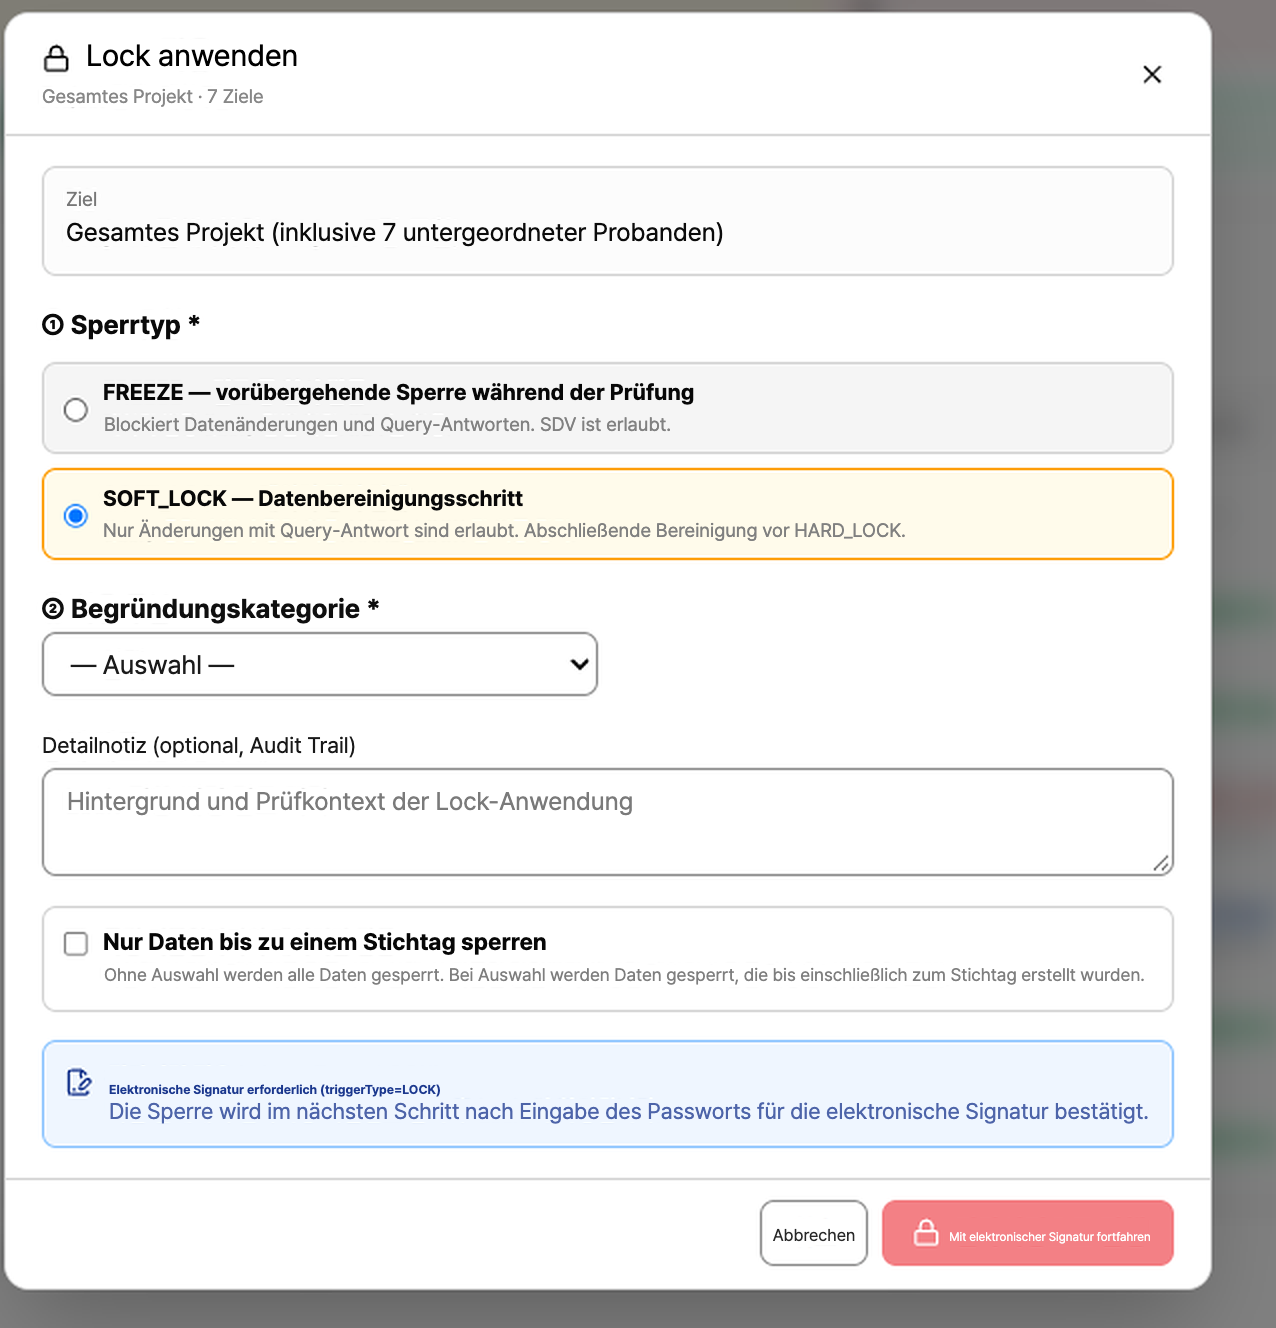 Lock anwenden
Gesamtes Projekt · 7 Ziele
Ziel
Gesamtes Projekt (inklusive 7 untergeordneter Probanden)
① Sperrtyp *
FREEZE — vorübergehende Sperre während der Prüfung
Blockiert Datenänderungen und Query-Antworten. SDV ist erlaubt.
SOFT_LOCK — Datenbereinigungsschritt
Nur Änderungen mit Query-Antwort sind erlaubt. Abschließende Bereinigung vor HARD_LOCK.
② Begründungskategorie *
— Auswahl —
Detailnotiz (optional, Audit Trail)
Hintergrund und Prüfkontext der Lock-Anwendung
Nur Daten bis zu einem Stichtag sperren
Ohne Auswahl werden alle Daten gesperrt. Bei Auswahl werden Daten gesperrt, die bis einschließlich zum Stichtag erstellt wurden.
Elektronische Signatur erforderlich (triggerType=LOCK)
Die Sperre wird im nächsten Schritt nach Eingabe des Passworts für die elektronische Signatur bestätigt.
Abbrechen
Mit elektronischer Signatur fortfahren